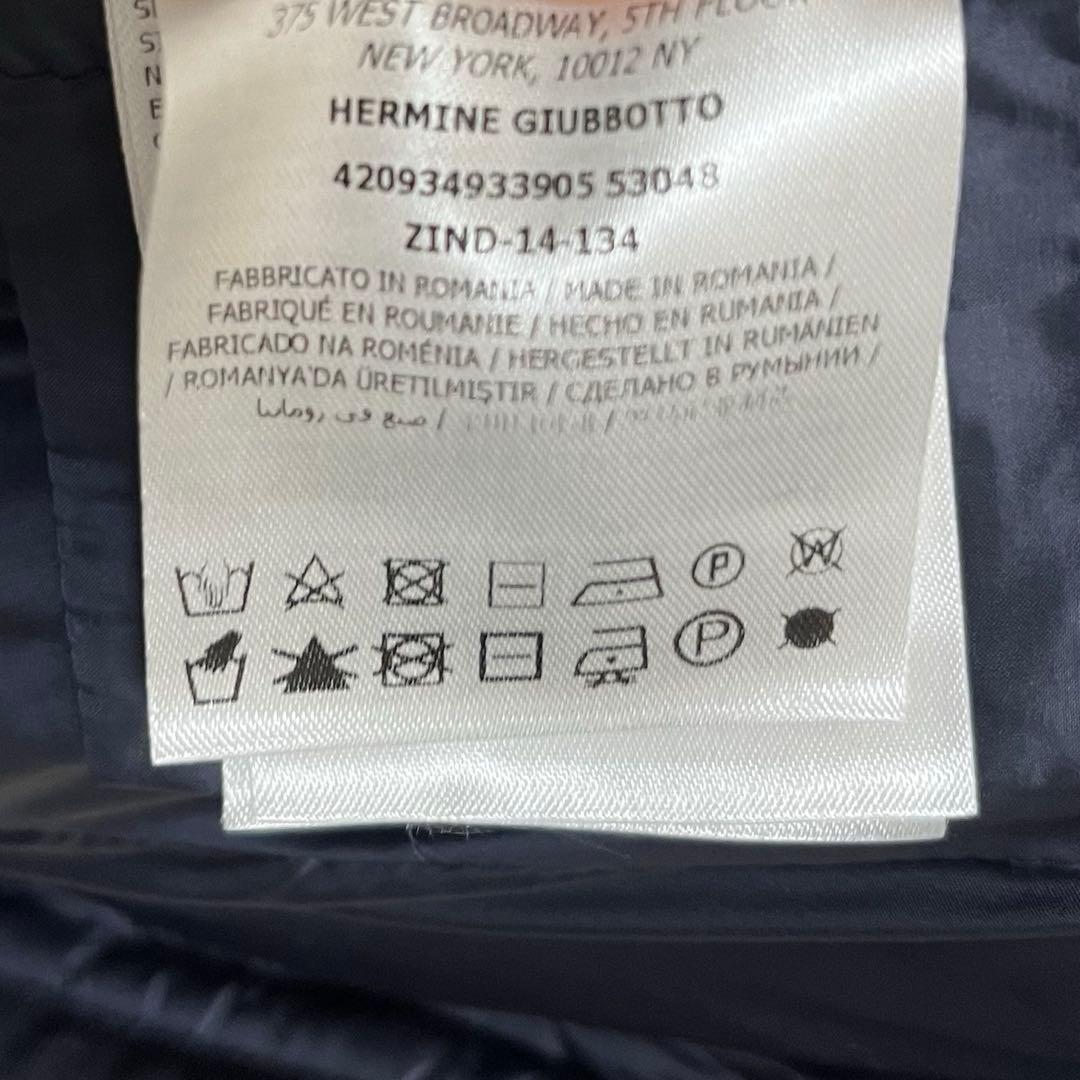 375 WEST BROADWAY, 5TH FLOOR
NEW YORK, 10012 NY
HERMINE GIUBBOTTO
420934933905 53048
ZIND-14-134
FABBRICATO IN ROMANIA / MADE IN ROMANIA /
FABRIQUÉ EN ROUMANIE / HECHO EN RUMANIA /
FABRICADO NA ROMÉNIA / HERGESTELLT IN RUMÄNIEN
/ ROMANYA'DA ÜRETILMIŞTIR / СДЕЛАНО В РУМЫНИИ /
صنع في رومانيا / /
P
W
P